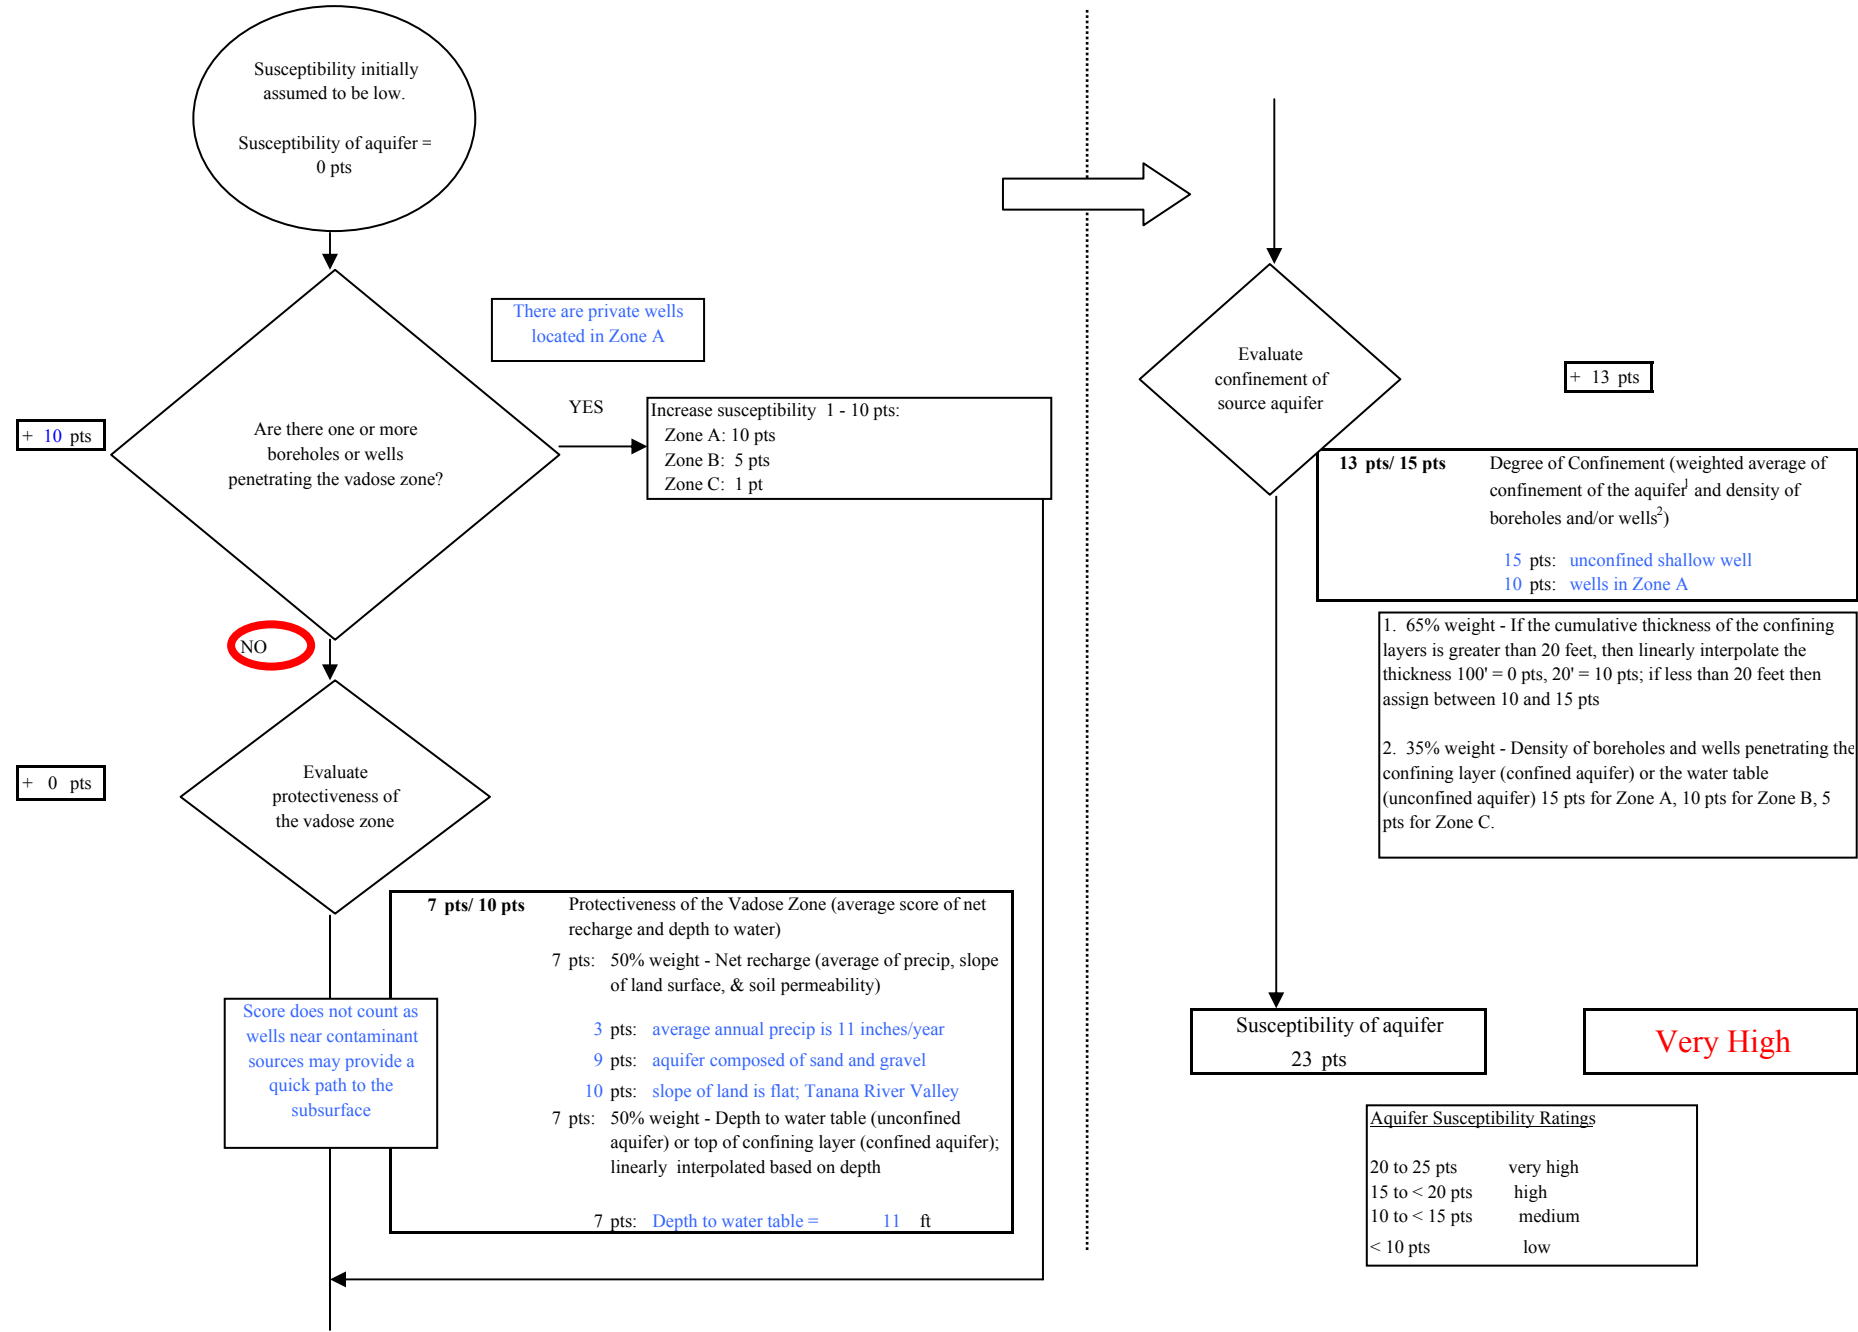 Susceptibility initially
assumed to be low.
Susceptibility of aquifer =
0 pts
There are private wells
located in Zone A
+ 10 pts
Are there one or more
boreholes or wells
penetrating the vadose zone?
YES
Increase susceptibility 1 - 10 pts:
Zone A: 10 pts
Zone B: 5 pts
Zone C: 1 pt
NO
+ 0 pts
Evaluate
protectiveness of
the vadose zone
7 pts/ 10 pts Protectiveness of the Vadose Zone (average score of net
recharge and depth to water)
7 pts: 50% weight - Net recharge (average of precip, slope
of land surface, & soil permeability)
3 pts: average annual precip is 11 inches/year
9 pts: aquifer composed of sand and gravel
10 pts: slope of land is flat; Tanana River Valley
7 pts: 50% weight - Depth to water table (unconfined
aquifer) or top of confining layer (confined aquifer);
linearly interpolated based on depth
7 pts: Depth to water table = 11 ft
Score does not count as
wells near contaminant
sources may provide a
quick path to the
subsurface
Evaluate
confinement of
source aquifer
+ 13 pts
13 pts/ 15 pts Degree of Confinement (weighted average of
confinement of the aquifer1 and density of
boreholes and/or wells2)
15 pts: unconfined shallow well
10 pts: wells in Zone A
1. 65% weight - If the cumulative thickness of the confining
layers is greater than 20 feet, then linearly interpolate the
thickness 100' = 0 pts, 20' = 10 pts; if less than 20 feet then
assign between 10 and 15 pts
2. 35% weight - Density of boreholes and wells penetrating the
confining layer (confined aquifer) or the water table
(unconfined aquifer) 15 pts for Zone A, 10 pts for Zone B, 5
pts for Zone C.
Susceptibility of aquifer
23 pts
Very High
Aquifer Susceptibility Ratings
20 to 25 pts very high
15 to < 20 pts high
10 to < 15 pts medium
< 10 pts low